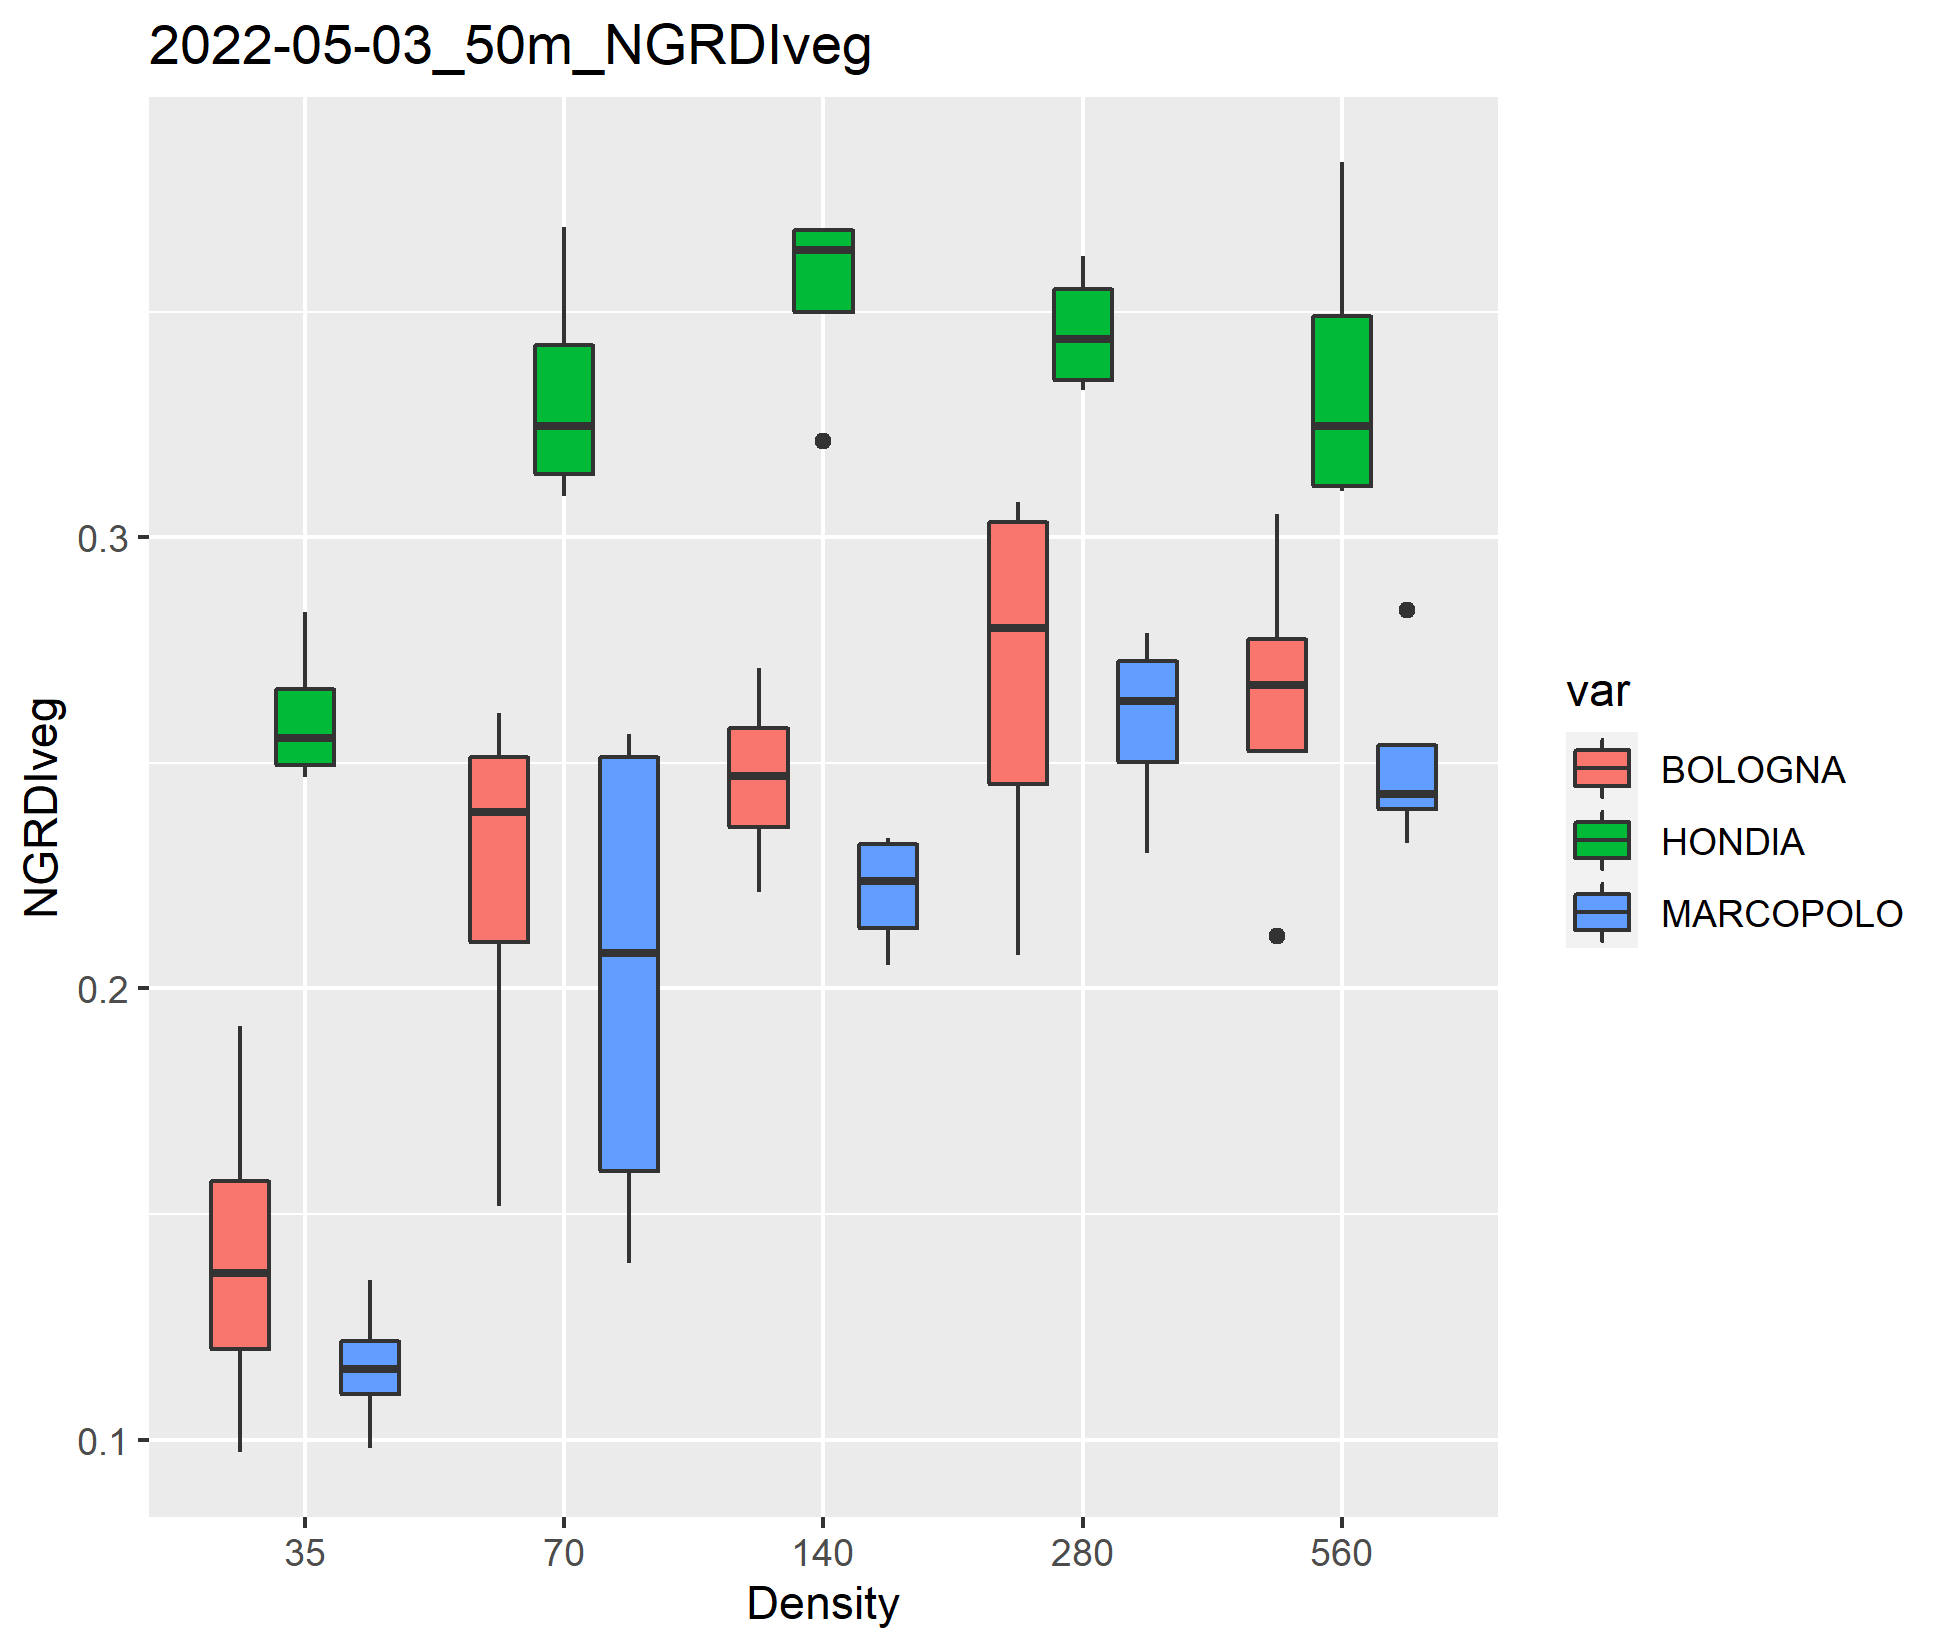 2022-05-03_50m_NGRDIveg
NGRDIveg
0.3
0.2
0.1
35 70 140 280 560
Density
var
BOLOGNA
HONDIA
MARCOPOLO